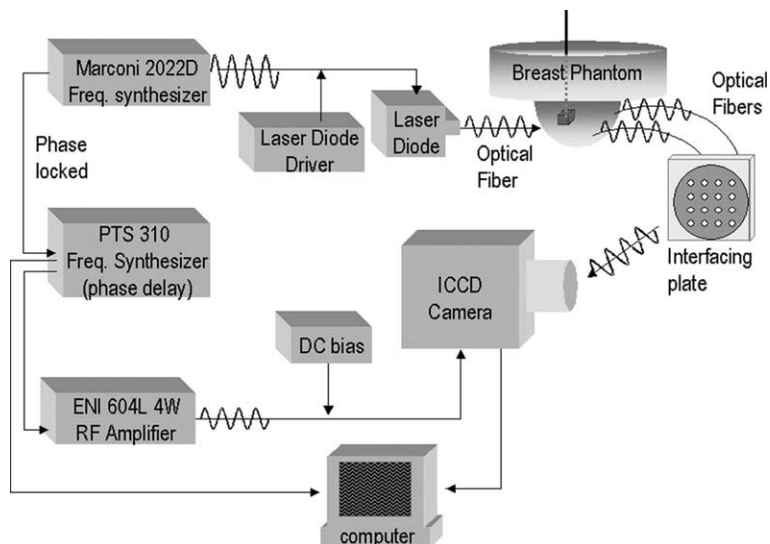 Marconi 2022D
Freq. synthesizer
Breast Phantom
Optical
Fibers
Laser
Diode
Laser Diode
Driver
Optical
Fiber
Phase
locked
PTS 310
Freq. Synthesizer
(phase delay)
ICCD
Camera
Interfacing
plate
DC bias
ENI 604L 4W
RF Amplifier
computer